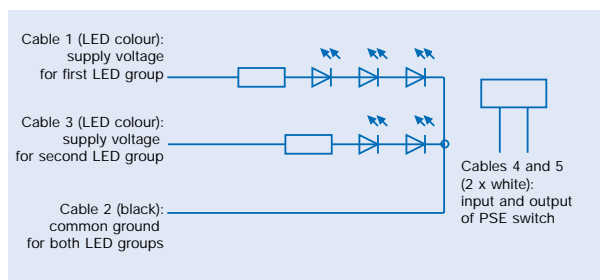 Cable 1 (LED colour):
supply voltage
for first LED group
Cable 3 (LED colour):
supply voltage
for second LED group
Cables 4 and 5
(2 x white):
input and output
of PSE switch
Cable 2 (black):
common ground
for both LED groups